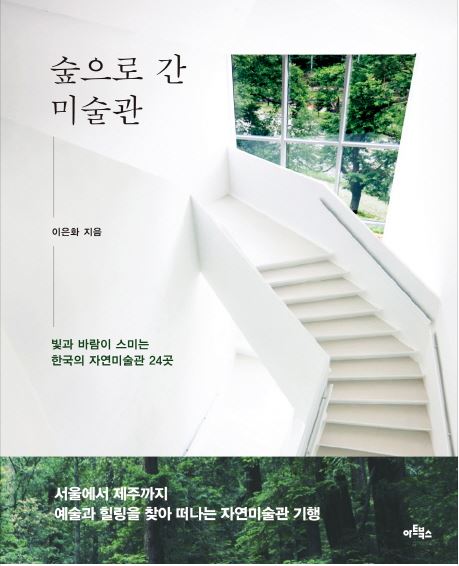 숲으로 간
미술관
이은화 지음
빛과 바람이 스미는
한국의 자연미술관 24곳
서울에서 제주까지
예술과 힐링을 찾아 떠나는 자연미술관 기행
아트북스